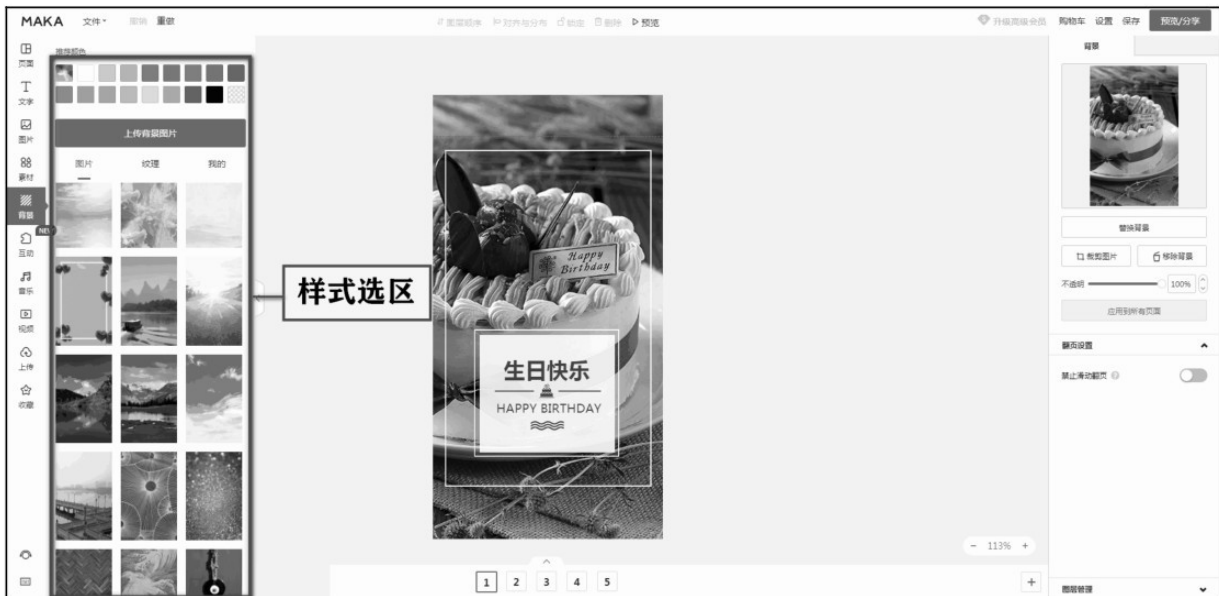 MAKA 文件 撤销 重做 图层顺序 对齐与分布 锁定 删除 预览 升级高级会员 购物车 设置 保存 预览/分享
页面
文字
图片
素材
背景
NEW
互动
音乐
视频
上传
收藏
推荐颜色
上传背景图片
图片 纹理 我的
样式选区
Happy
Birthday
生日快乐
HAPPY BIRTHDAY
113%
1 2 3 4 5
背景
替换背景
裁剪图片 移除背景
不透明 100%
应用到所有页面
翻页设置
禁止滑动翻页
图层管理